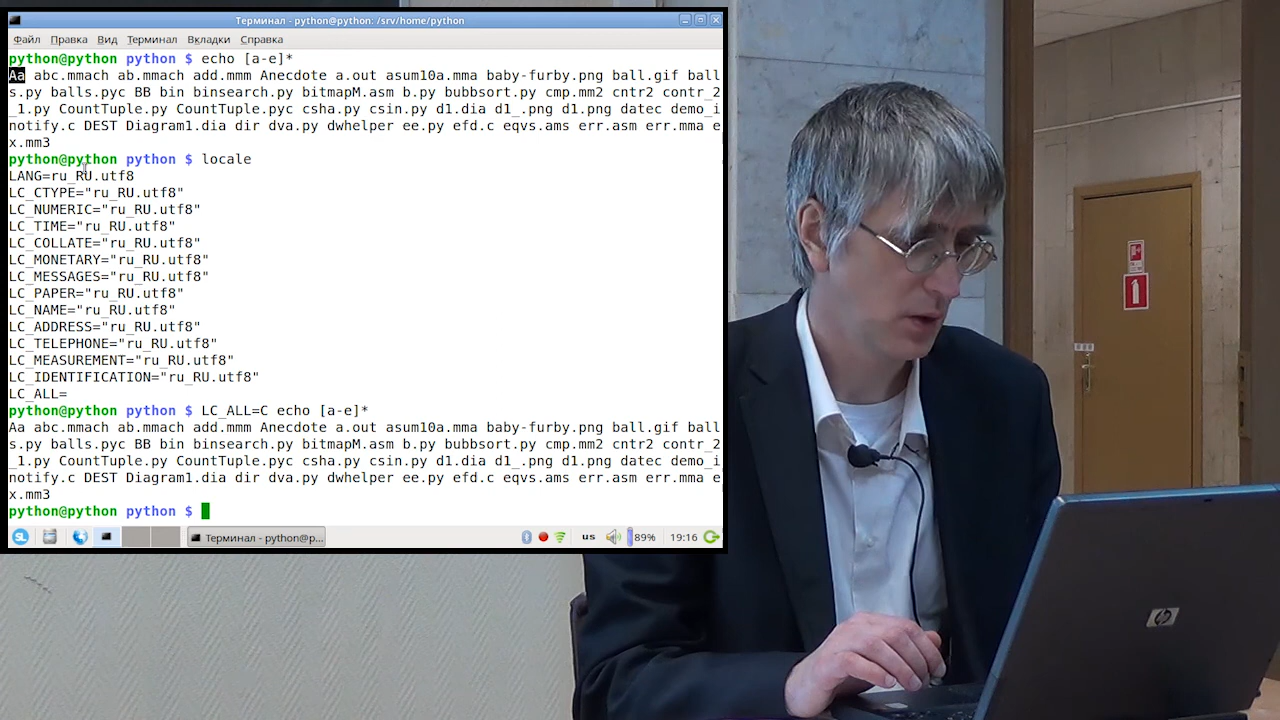 Терминал - python@python: /srv/home/python
Файл Правка Вид Терминал Вкладки Справка
python@python python $ echo [a-e]*
Aa abc.mmach ab.mmach add.mmm Anecdote a.out asum10a.mma baby-furby.png ball.gif ball
s.py balls.pyc BB bin binsearch.py bitmapM.asm b.py bubbsort.py cmp.mm2 cntr2 contr_2
_1.py CountTuple.py CountTuple.pyc csha.py csin.py d1.dia d1_.png d1.png datec demo_i
notify.c DEST Diagram1.dia dir dva.py dwhelper ee.py efd.c eqvs.ams err.asm err.mma e
x.mm3
python@python python $ locale
LANG=ru_RU.utf8
LC_CTYPE="ru_RU.utf8"
LC_NUMERIC="ru_RU.utf8"
LC_TIME="ru_RU.utf8"
LC_COLLATE="ru_RU.utf8"
LC_MONETARY="ru_RU.utf8"
LC_MESSAGES="ru_RU.utf8"
LC_PAPER="ru_RU.utf8"
LC_NAME="ru_RU.utf8"
LC_ADDRESS="ru_RU.utf8"
LC_TELEPHONE="ru_RU.utf8"
LC_MEASUREMENT="ru_RU.utf8"
LC_IDENTIFICATION="ru_RU.utf8"
LC_ALL=
python@python python $ LC_ALL=C echo [a-e]*
Aa abc.mmach ab.mmach add.mmm Anecdote a.out asum10a.mma baby-furby.png ball.gif ball
s.py balls.pyc BB bin binsearch.py bitmapM.asm b.py bubbsort.py cmp.mm2 cntr2 contr_2
_1.py CountTuple.py CountTuple.pyc csha.py csin.py d1.dia d1_.png d1.png datec demo_i
notify.c DEST Diagram1.dia dir dva.py dwhelper ee.py efd.c eqvs.ams err.asm err.mma e
x.mm3
python@python python $
SL Терминал - python@p... us 89% 19:16
hp